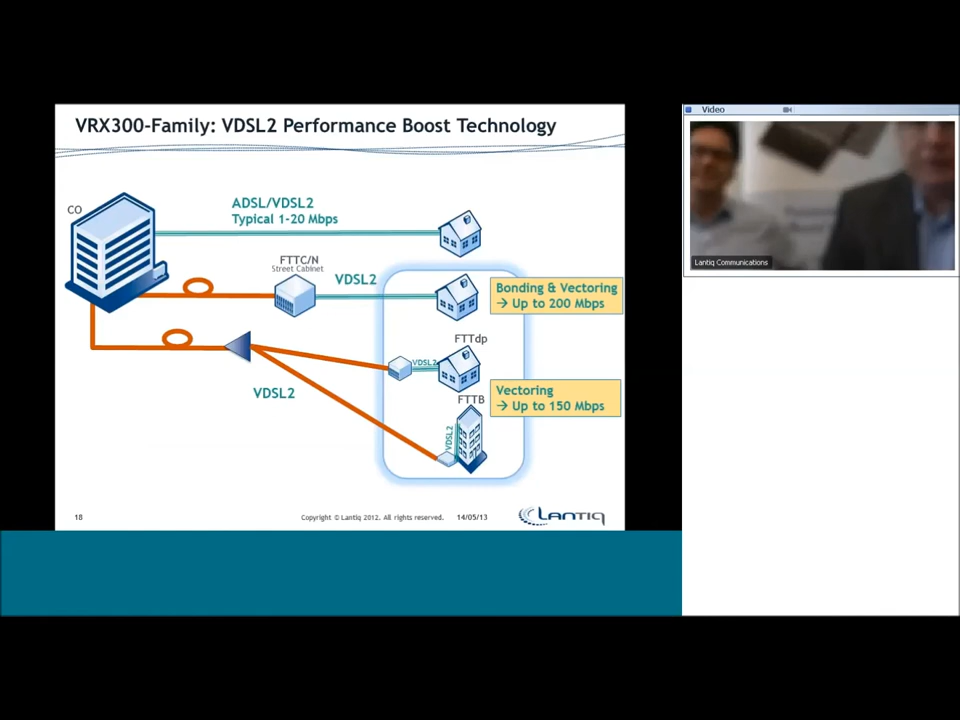 VRX300-Family: VDSL2 Performance Boost Technology
CO
ADSL/VDSL2
Typical 1-20 Mbps
FTTC/N
Street Cabinet
VDSL2
Bonding & Vectoring
→ Up to 200 Mbps
FTTdp
VDSL2
VDSL2
Vectoring
→ Up to 150 Mbps
FTTB
VDSL2
18
Copyright © Lantiq 2012. All rights reserved.
14/05/13
LANTIQ
Video
Lantiq Communications